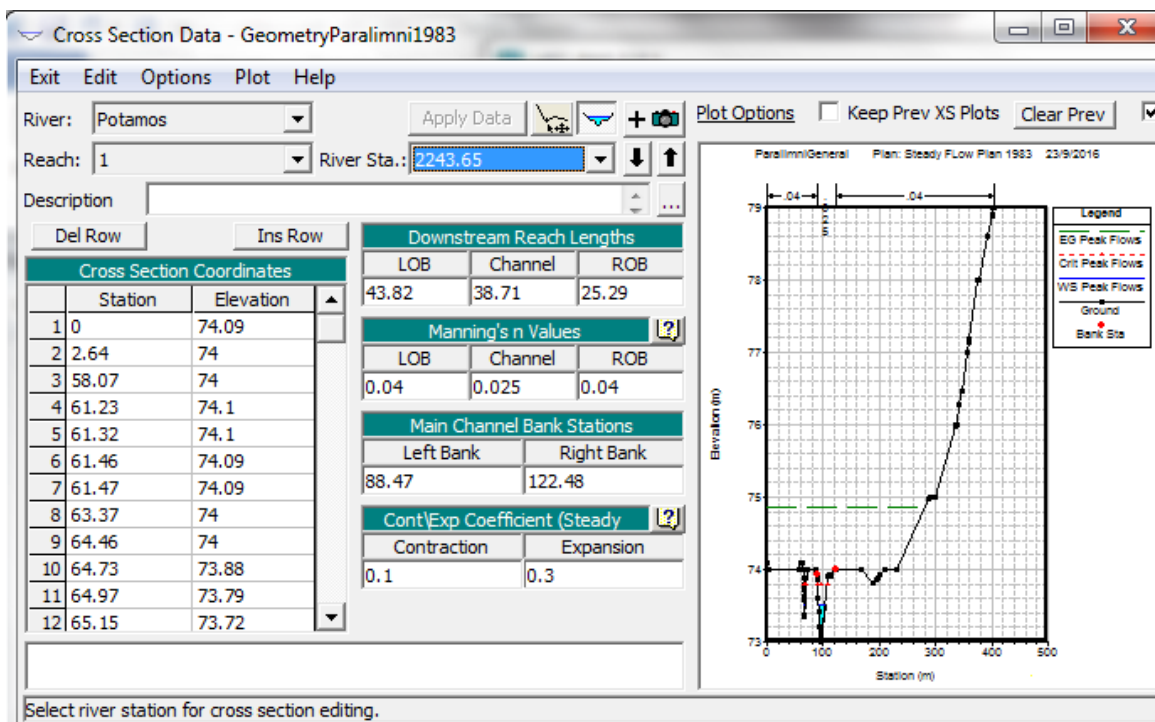 Cross Section Data - GeometryParalimni1983
Exit Edit Options Plot Help
River: Potamos Apply Data
Plot Options Keep Prev XS Plots Clear Prev
Reach: 1 River Sta.: 2243.65
Description ...
Del Row Ins Row
Cross Section Coordinates
Station Elevation
1 0 74.09
2 2.64 74
3 58.07 74
4 61.23 74.1
5 61.32 74.1
6 61.46 74.09
7 61.47 74.09
8 63.37 74
9 64.46 74
10 64.73 73.88
11 64.97 73.79
12 65.15 73.72
Downstream Reach Lengths
LOB Channel ROB
43.82 38.71 25.29
Manning's n Values
LOB Channel ROB
0.04 0.025 0.04
Main Channel Bank Stations
Left Bank Right Bank
88.47 122.48
Cont\Exp Coefficient (Steady
Contraction Expansion
0.1 0.3
ParalimniGeneral Plan: Steady FLow Plan 1983 23/9/2016
.04 .025 .04
79
78
77
76
75
74
73
0 100 200 300 400 500
Elevation (m)
Station (m)
Legend
EG Peak Flows
Crit Peak Flows
WS Peak Flows
Ground
Bank Sta
Select river station for cross section editing.